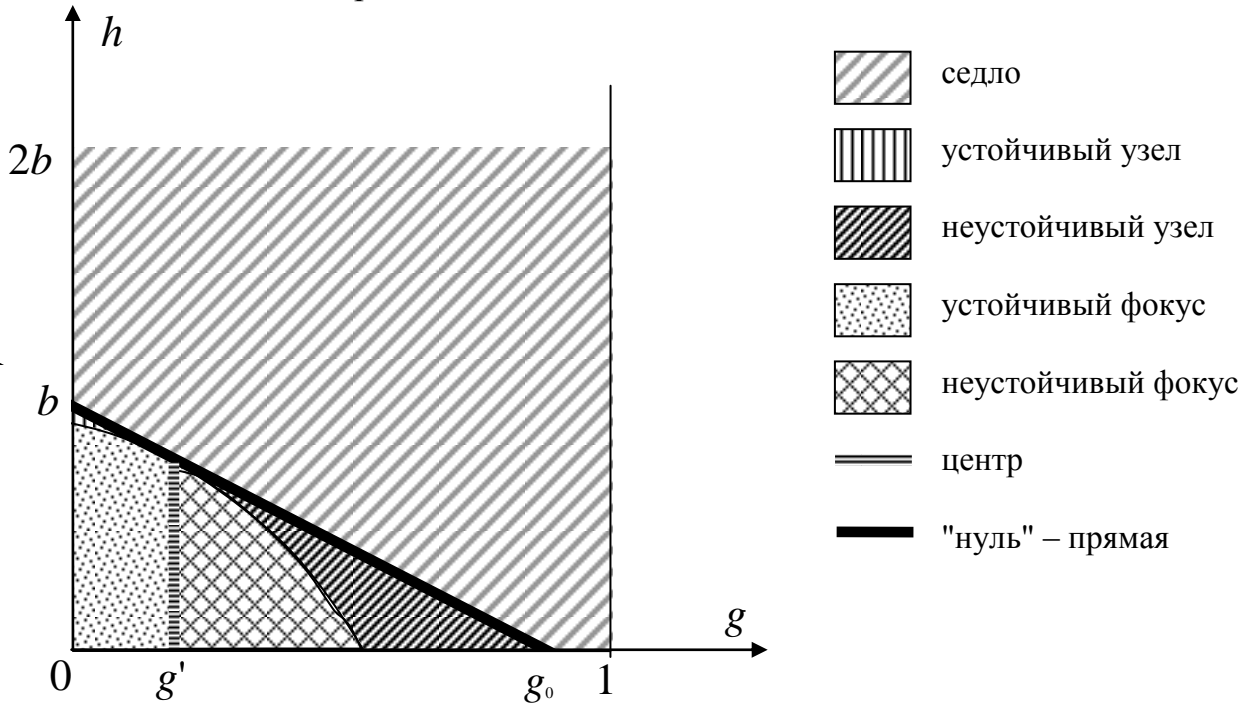 h
2b
b
0
g'
g₀
1
g
седло
устойчивый узел
неустойчивый узел
устойчивый фокус
неустойчивый фокус
центр
"нуль" – прямая